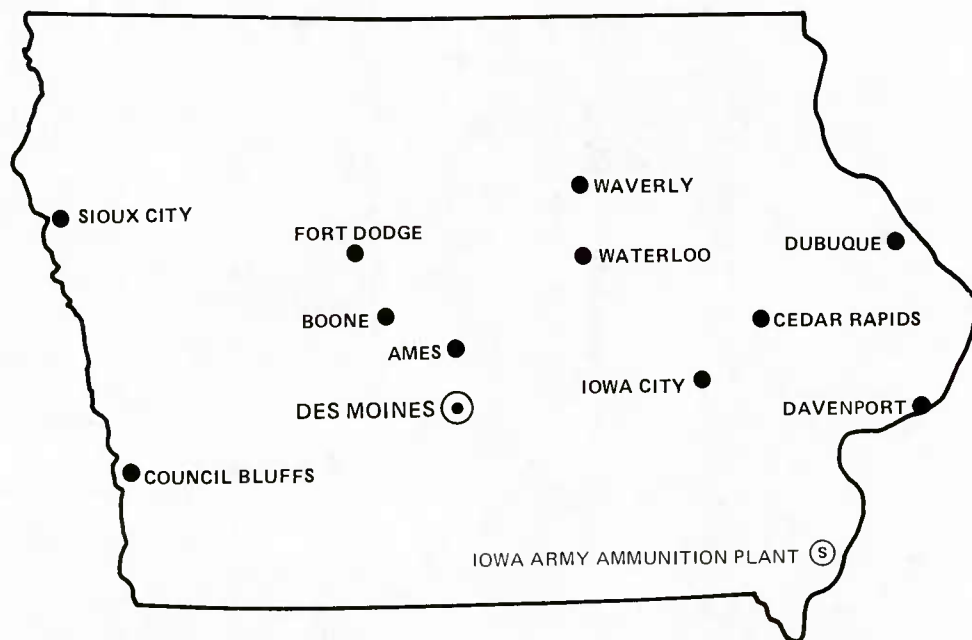 WAVERLY
SIOUX CITY
FORT DODGE
DUBUQUE
WATERLOO
BOONE
CEDAR RAPIDS
AMES
IOWA CITY
DES MOINES
DAVENPORT
COUNCIL BLUFFS
IOWA ARMY AMMUNITION PLANT S